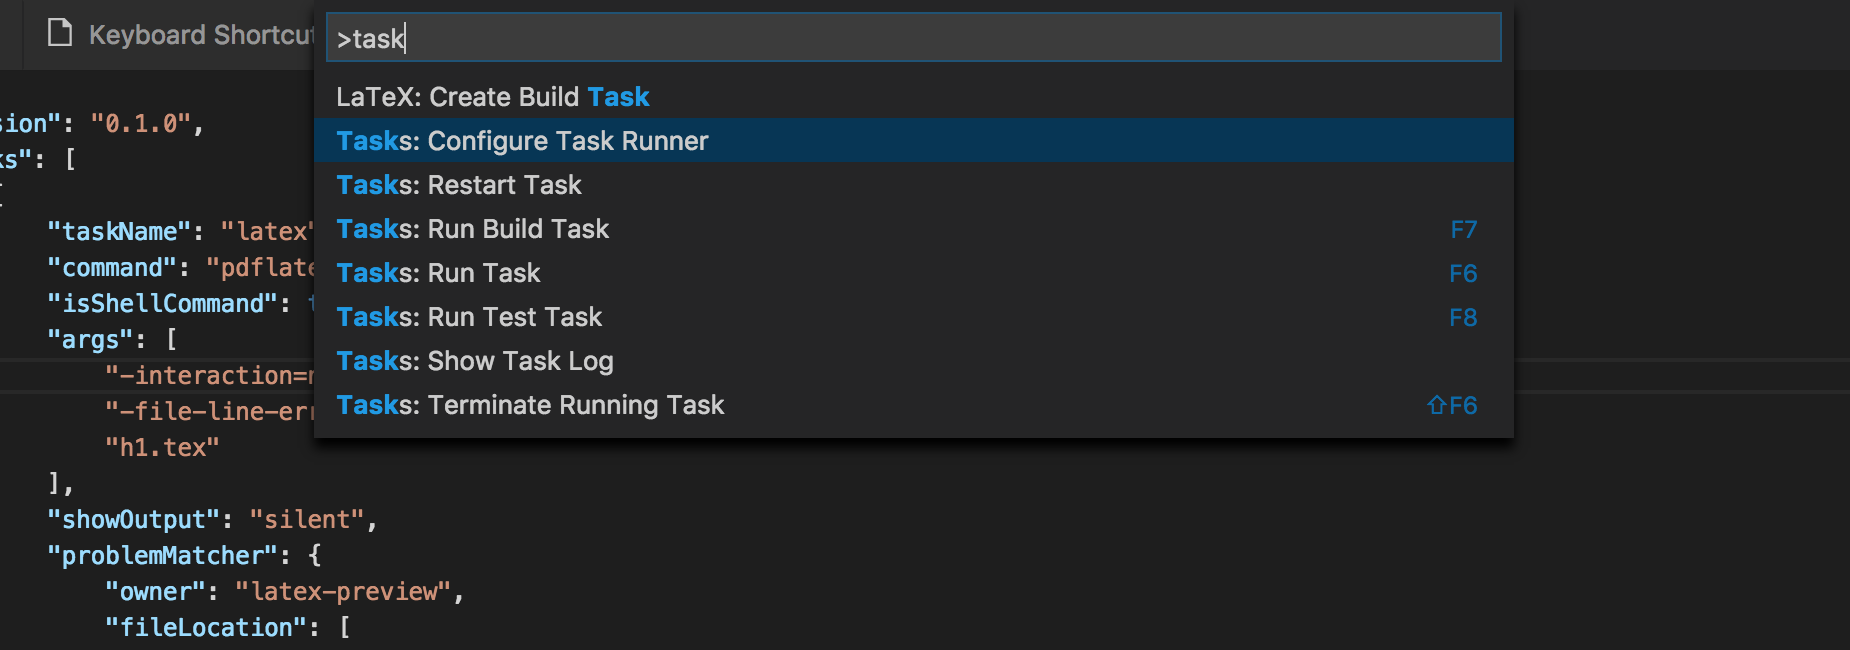 Keyboard Shortcut
>task
LaTeX: Create Build Task
Tasks: Configure Task Runner
Tasks: Restart Task
Tasks: Run Build Task F7
Tasks: Run Task F6
Tasks: Run Test Task F8
Tasks: Show Task Log
Tasks: Terminate Running Task ⇧F6
sion": "0.1.0",
ks": [
"taskName": "latex"
"command": "pdflate
"isShellCommand": t
"args": [
"-interaction=n
"-file-line-err
"h1.tex"
],
"showOutput": "silent",
"problemMatcher": {
"owner": "latex-preview",
"fileLocation": [